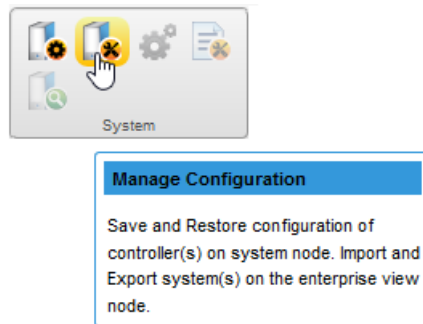 System
Manage Configuration
Save and Restore configuration of
controller(s) on system node. Import and
Export system(s) on the enterprise view
node.